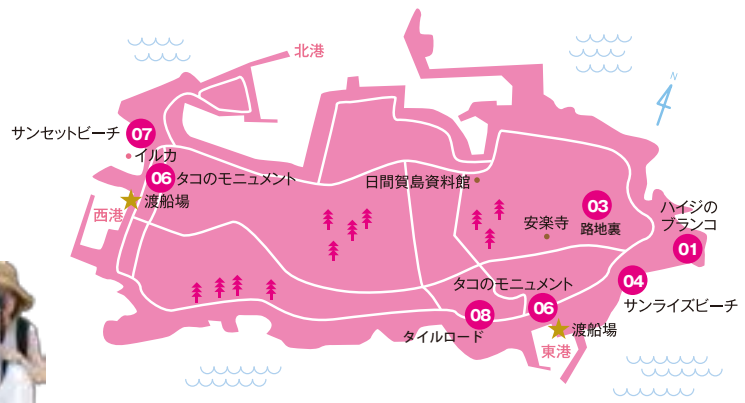 北港
N
サンセットビーチ
07
イルカ
06
タコのモニュメント
渡船場
西港
日間賀島資料館
安楽寺
03
路地裏
ハイジの
ブランコ
01
04
サンライズビーチ
タコのモニュメント
06
08
タイルロード
渡船場
東港